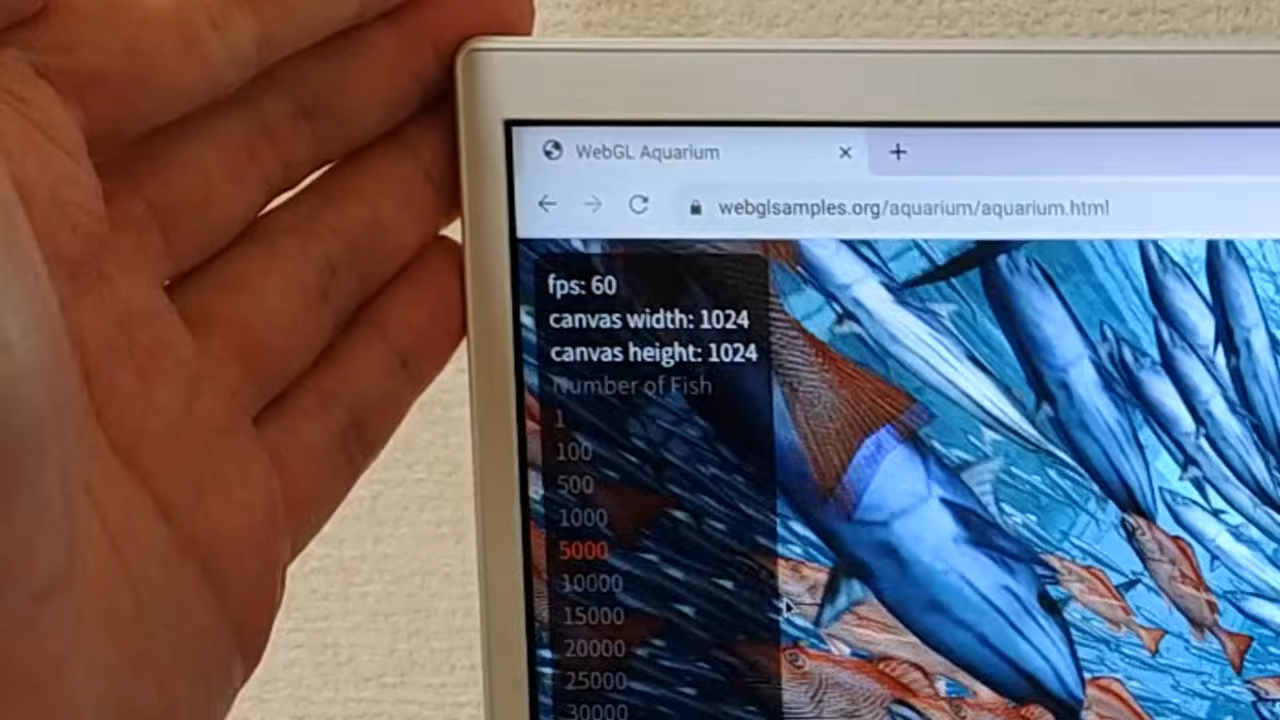 WebGL Aquarium
webglsamples.org/aquarium/aquarium.html
fps: 60
canvas width: 1024
canvas height: 1024
Number of Fish
1
100
500
1000
5000
10000
15000
20000
25000
30000